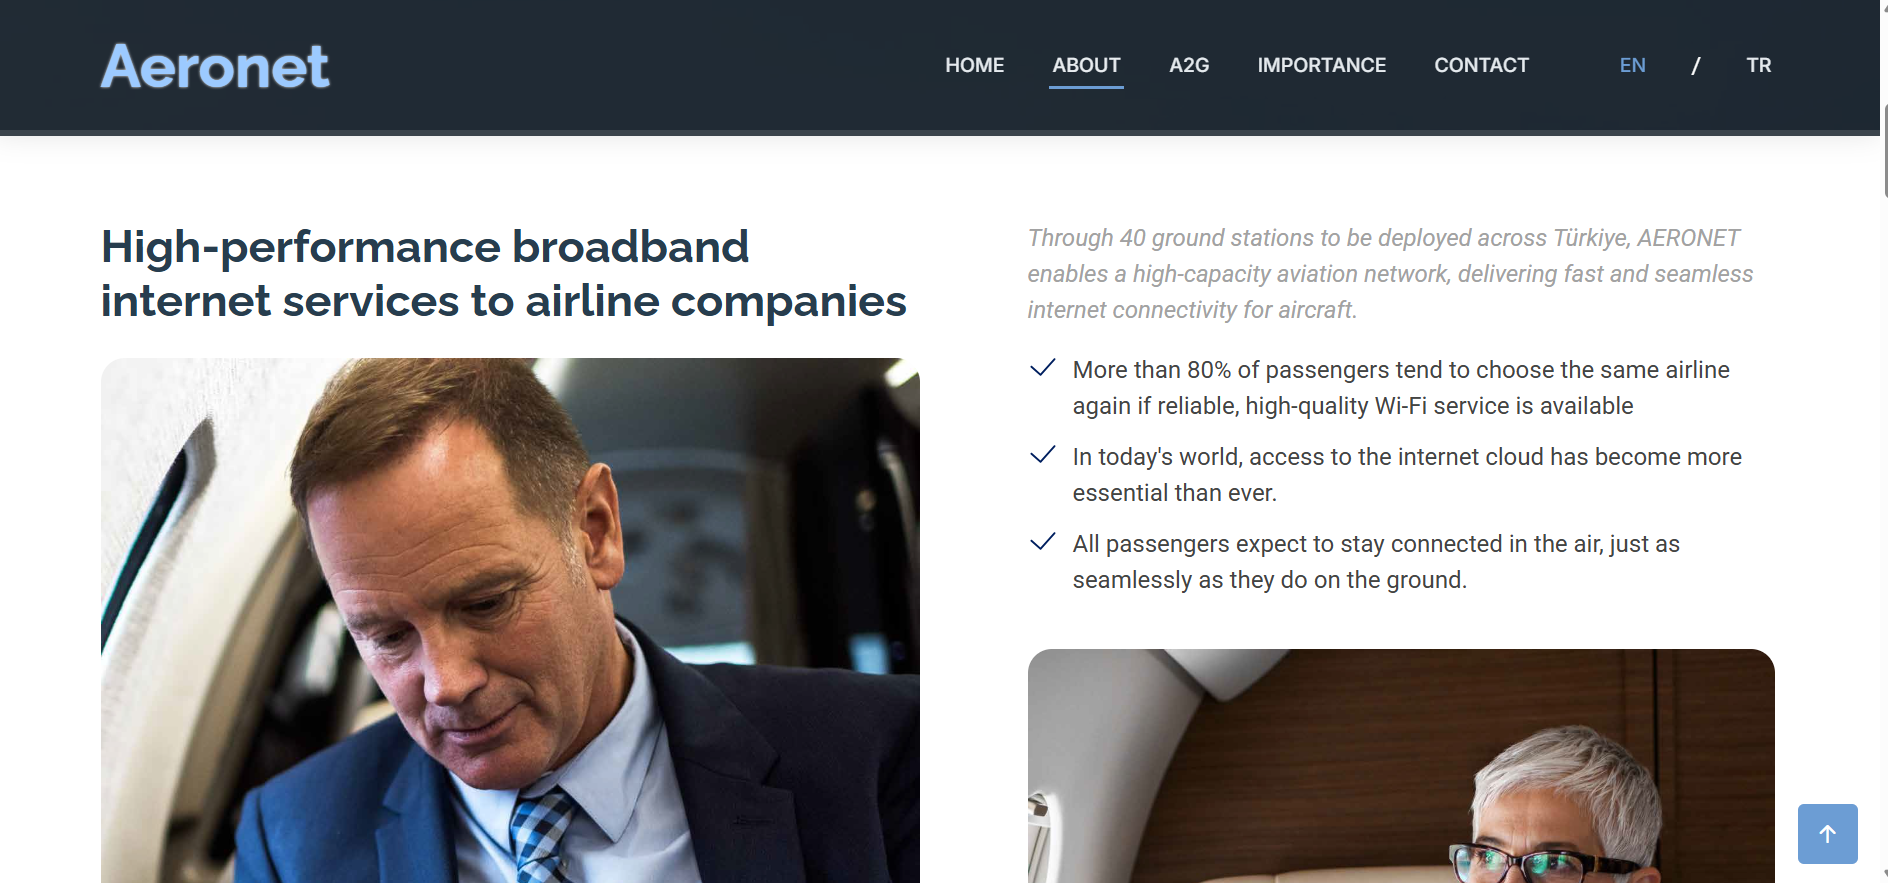 Aeronet
HOME ABOUT A2G IMPORTANCE CONTACT EN / TR
High-performance broadband
internet services to airline companies
Through 40 ground stations to be deployed across Türkiye, AERONET
enables a high-capacity aviation network, delivering fast and seamless
internet connectivity for aircraft.
More than 80% of passengers tend to choose the same airline
again if reliable, high-quality Wi-Fi service is available
In today's world, access to the internet cloud has become more
essential than ever.
All passengers expect to stay connected in the air, just as
seamlessly as they do on the ground.